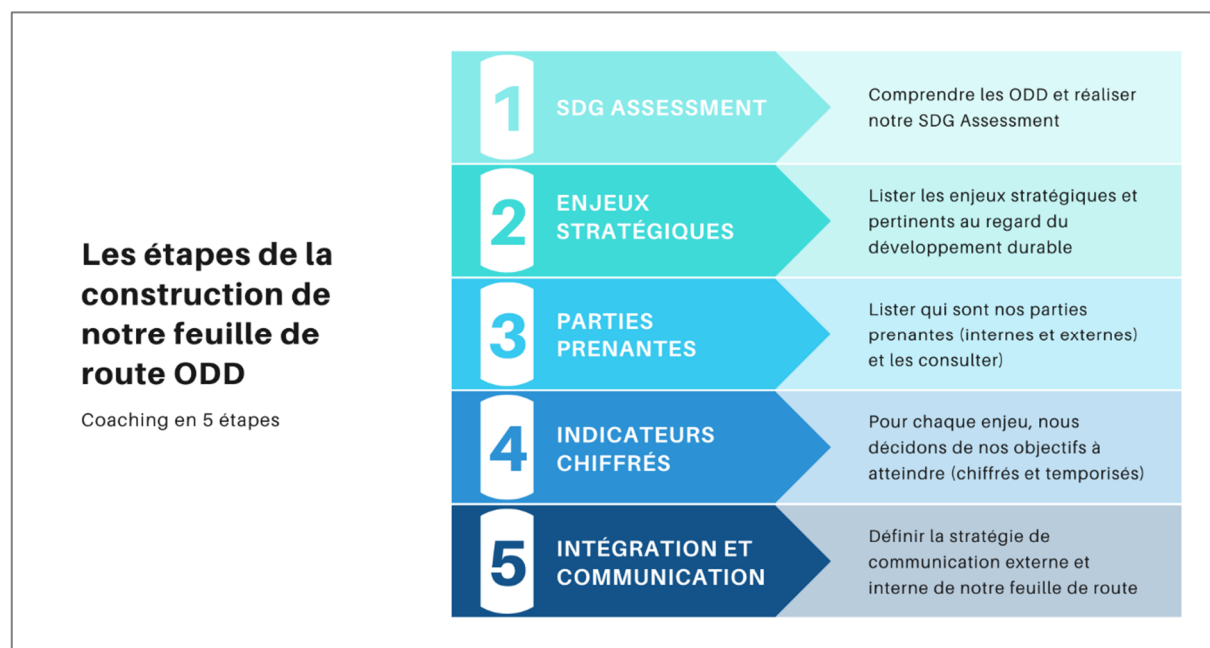 Les étapes de la
construction de
notre feuille de
route ODD
Coaching en 5 étapes
1
SDG ASSESSMENT
Comprendre les ODD et réaliser
notre SDG Assessment
2
ENJEUX
STRATÉGIQUES
Lister les enjeux stratégiques et
pertinents au regard du
développement durable
3
PARTIES
PRENANTES
Lister qui sont nos parties
prenantes (internes et externes)
et les consulter)
4
INDICATEURS
CHIFFRÉS
Pour chaque enjeu, nous
décidons de nos objectifs à
atteindre (chiffrés et temporisés)
5
INTÉGRATION ET
COMMUNICATION
Définir la stratégie de
communication externe et
interne de notre feuille de route